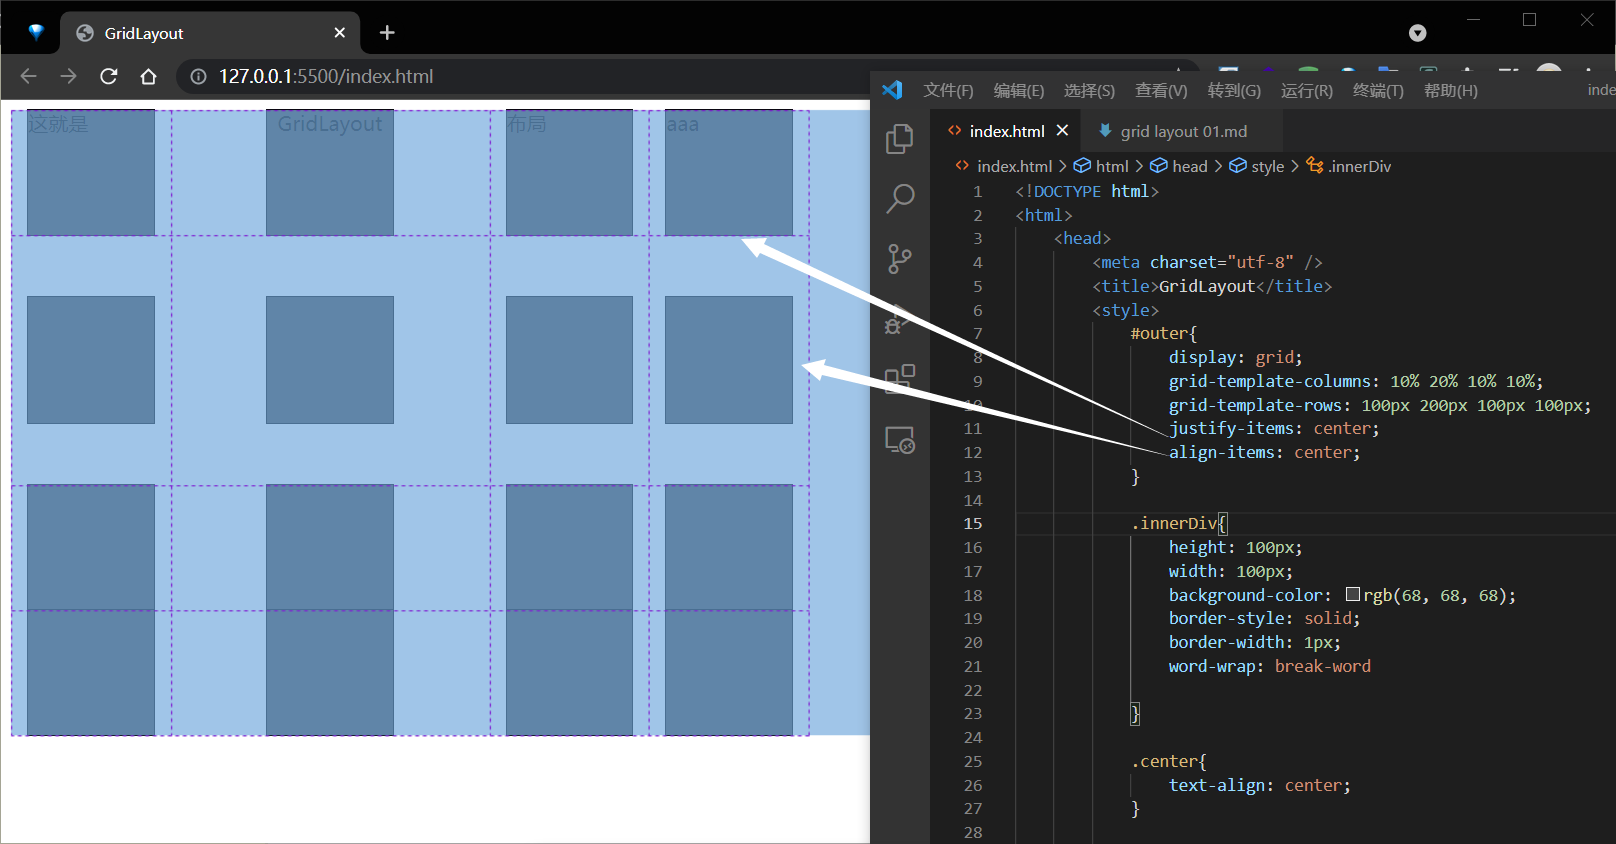 GridLayout
127.0.0.1:5500/index.html
这就是 GridLayout 布局 aaa
文件(F) 编辑(E) 选择(S) 查看(V) 转到(G) 运行(R) 终端(T) 帮助(H) inde
index.html grid layout 01.md
index.html > html > head > style > .innerDiv
1 <!DOCTYPE html>
2 <html>
3 <head>
4 <meta charset="utf-8" />
5 <title>GridLayout</title>
6 <style>
7 #outer{
8 display: grid;
9 grid-template-columns: 10% 20% 10% 10%;
10 grid-template-rows: 100px 200px 100px 100px;
11 justify-items: center;
12 align-items: center;
13 }
14
15 .innerDiv{
16 height: 100px;
17 width: 100px;
18 background-color: rgb(68, 68, 68);
19 border-style: solid;
20 border-width: 1px;
21 word-wrap: break-word
22
23 }
24
25 .center{
26 text-align: center;
27 }
28